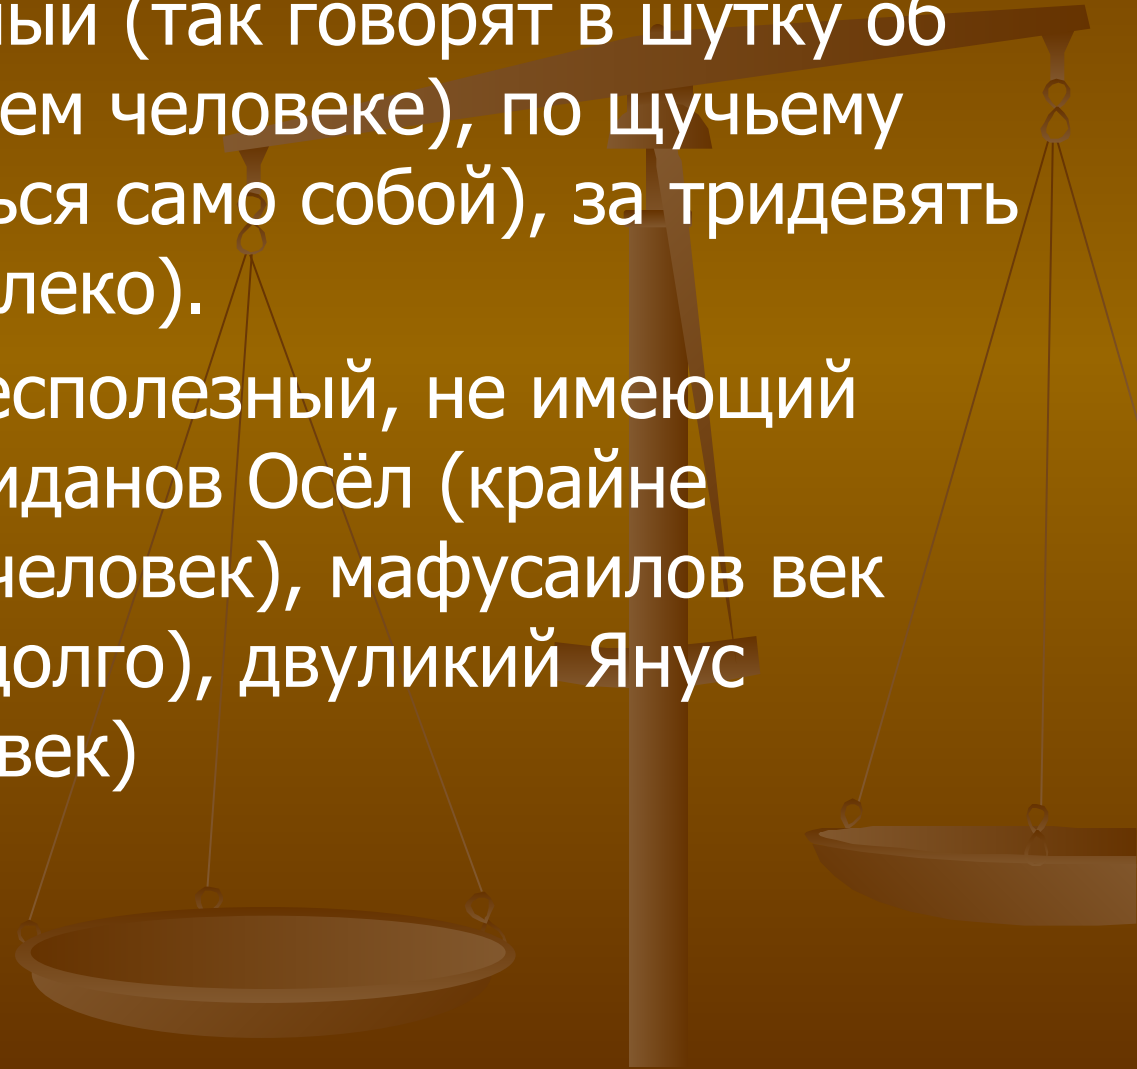 ный (так говорят в шутку об
ем человеке), по щучьему
ься само собой), за тридевять
леко).
есполезный, не имеющий
иданов Осёл (крайне
человек), мафусаилов век
долго), двуликий Янус
век)